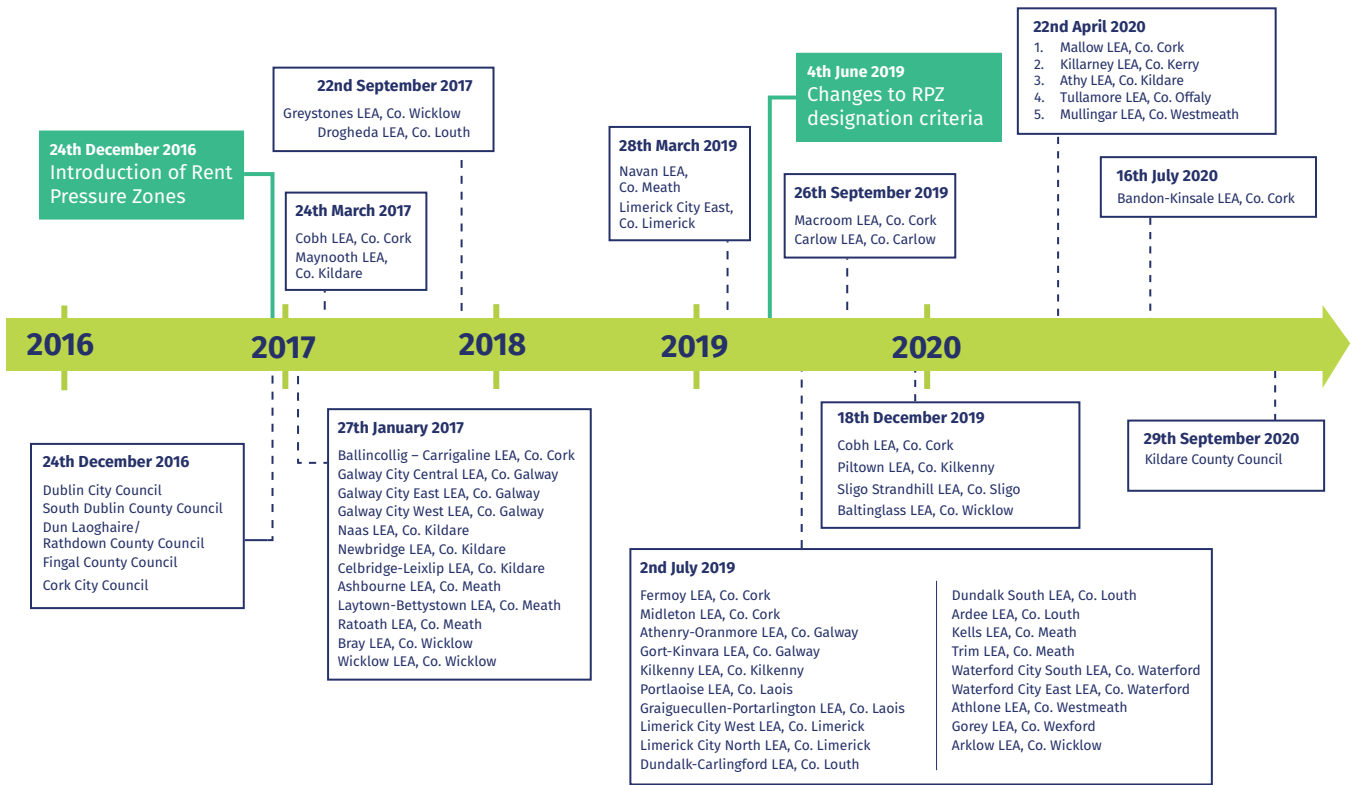 24th December 2016
Introduction of Rent
Pressure Zones
22nd September 2017
Greystones LEA, Co. Wicklow
Drogheda LEA, Co. Louth
24th March 2017
Cobh LEA, Co. Cork
Maynooth LEA,
Co. Kildare
28th March 2019
Navan LEA,
Co. Meath
Limerick City East,
Co. Limerick
4th June 2019
Changes to RPZ
designation criteria
26th September 2019
Macroom LEA, Co. Cork
Carlow LEA, Co. Carlow
22nd April 2020
1. Mallow LEA, Co. Cork
2. Killarney LEA, Co. Kerry
3. Athy LEA, Co. Kildare
4. Tullamore LEA, Co. Offaly
5. Mullingar LEA, Co. Westmeath
16th July 2020
Bandon-Kinsale LEA, Co. Cork
2016
2017
2018
2019
2020
24th December 2016
Dublin City Council
South Dublin County Council
Dun Laoghaire/
Rathdown County Council
Fingal County Council
Cork City Council
27th January 2017
Ballincollig – Carrigaline LEA, Co. Cork
Galway City Central LEA, Co. Galway
Galway City East LEA, Co. Galway
Galway City West LEA, Co. Galway
Naas LEA, Co. Kildare
Newbridge LEA, Co. Kildare
Celbridge-Leixlip LEA, Co. Kildare
Ashbourne LEA, Co. Meath
Laytown-Bettystown LEA, Co. Meath
Ratoath LEA, Co. Meath
Bray LEA, Co. Wicklow
Wicklow LEA, Co. Wicklow
18th December 2019
Cobh LEA, Co. Cork
Piltown LEA, Co. Kilkenny
Sligo Strandhill LEA, Co. Sligo
Baltinglass LEA, Co. Wicklow
29th September 2020
Kildare County Council
2nd July 2019
Fermoy LEA, Co. Cork
Midleton LEA, Co. Cork
Athenry-Oranmore LEA, Co. Galway
Gort-Kinvara LEA, Co. Galway
Kilkenny LEA, Co. Kilkenny
Portlaoise LEA, Co. Laois
Graiguecullen-Portarlington LEA, Co. Laois
Limerick City West LEA, Co. Limerick
Limerick City North LEA, Co. Limerick
Dundalk-Carlingford LEA, Co. Louth
Dundalk South LEA, Co. Louth
Ardee LEA, Co. Louth
Kells LEA, Co. Meath
Trim LEA, Co. Meath
Waterford City South LEA, Co. Waterford
Waterford City East LEA, Co. Waterford
Athlone LEA, Co. Westmeath
Gorey LEA, Co. Wexford
Arklow LEA, Co. Wicklow